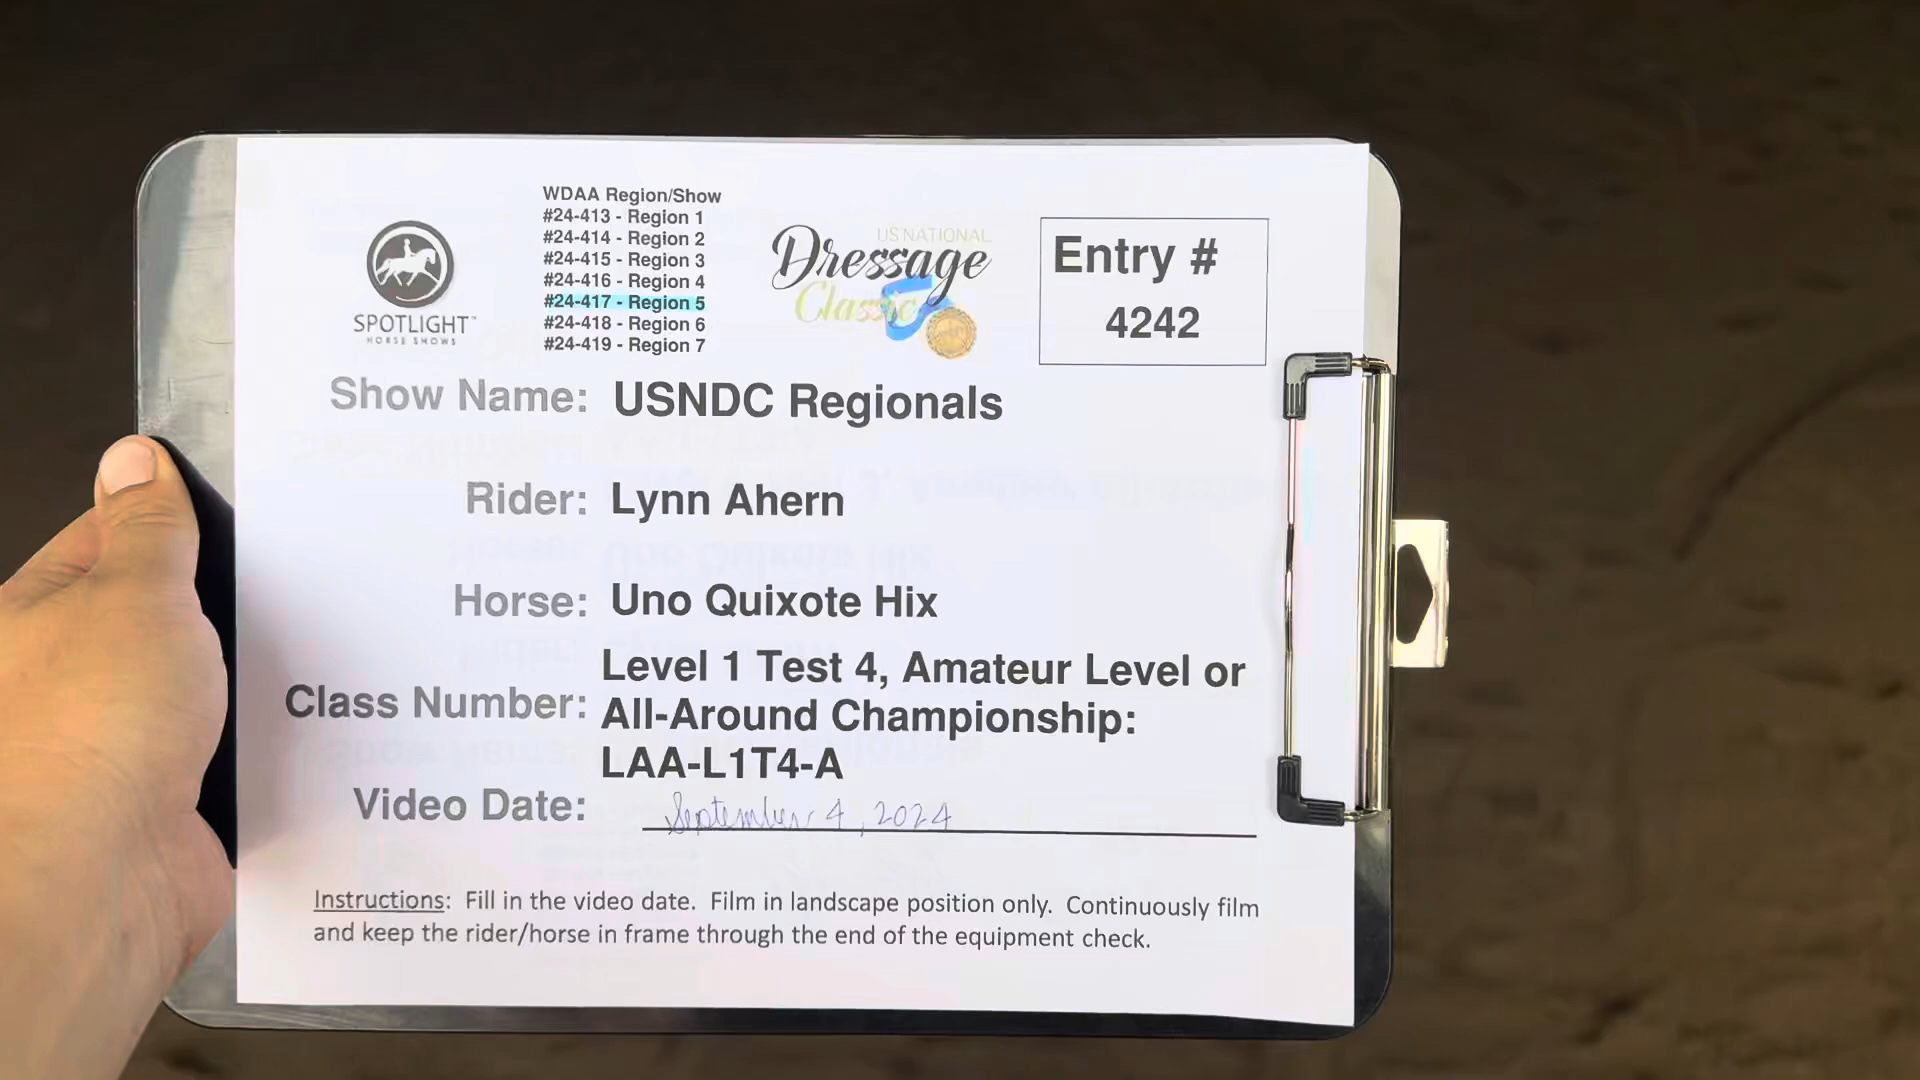 WDAA Region/Show
#24-413 - Region 1
#24-414 - Region 2
#24-415 - Region 3
#24-416 - Region 4
#24-417 - Region 5
#24-418 - Region 6
#24-419 - Region 7
SPOTLIGHT™
HORSE SHOWS
US NATIONAL
Dressage
Classic
Entry #
4242
Show Name: USNDC Regionals
Rider: Lynn Ahern
Horse: Uno Quixote Hix
Class Number: Level 1 Test 4, Amateur Level or
All-Around Championship:
LAA-L1T4-A
Video Date: September 4, 2024
Instructions: Fill in the video date. Film in landscape position only. Continuously film
and keep the rider/horse in frame through the end of the equipment check.